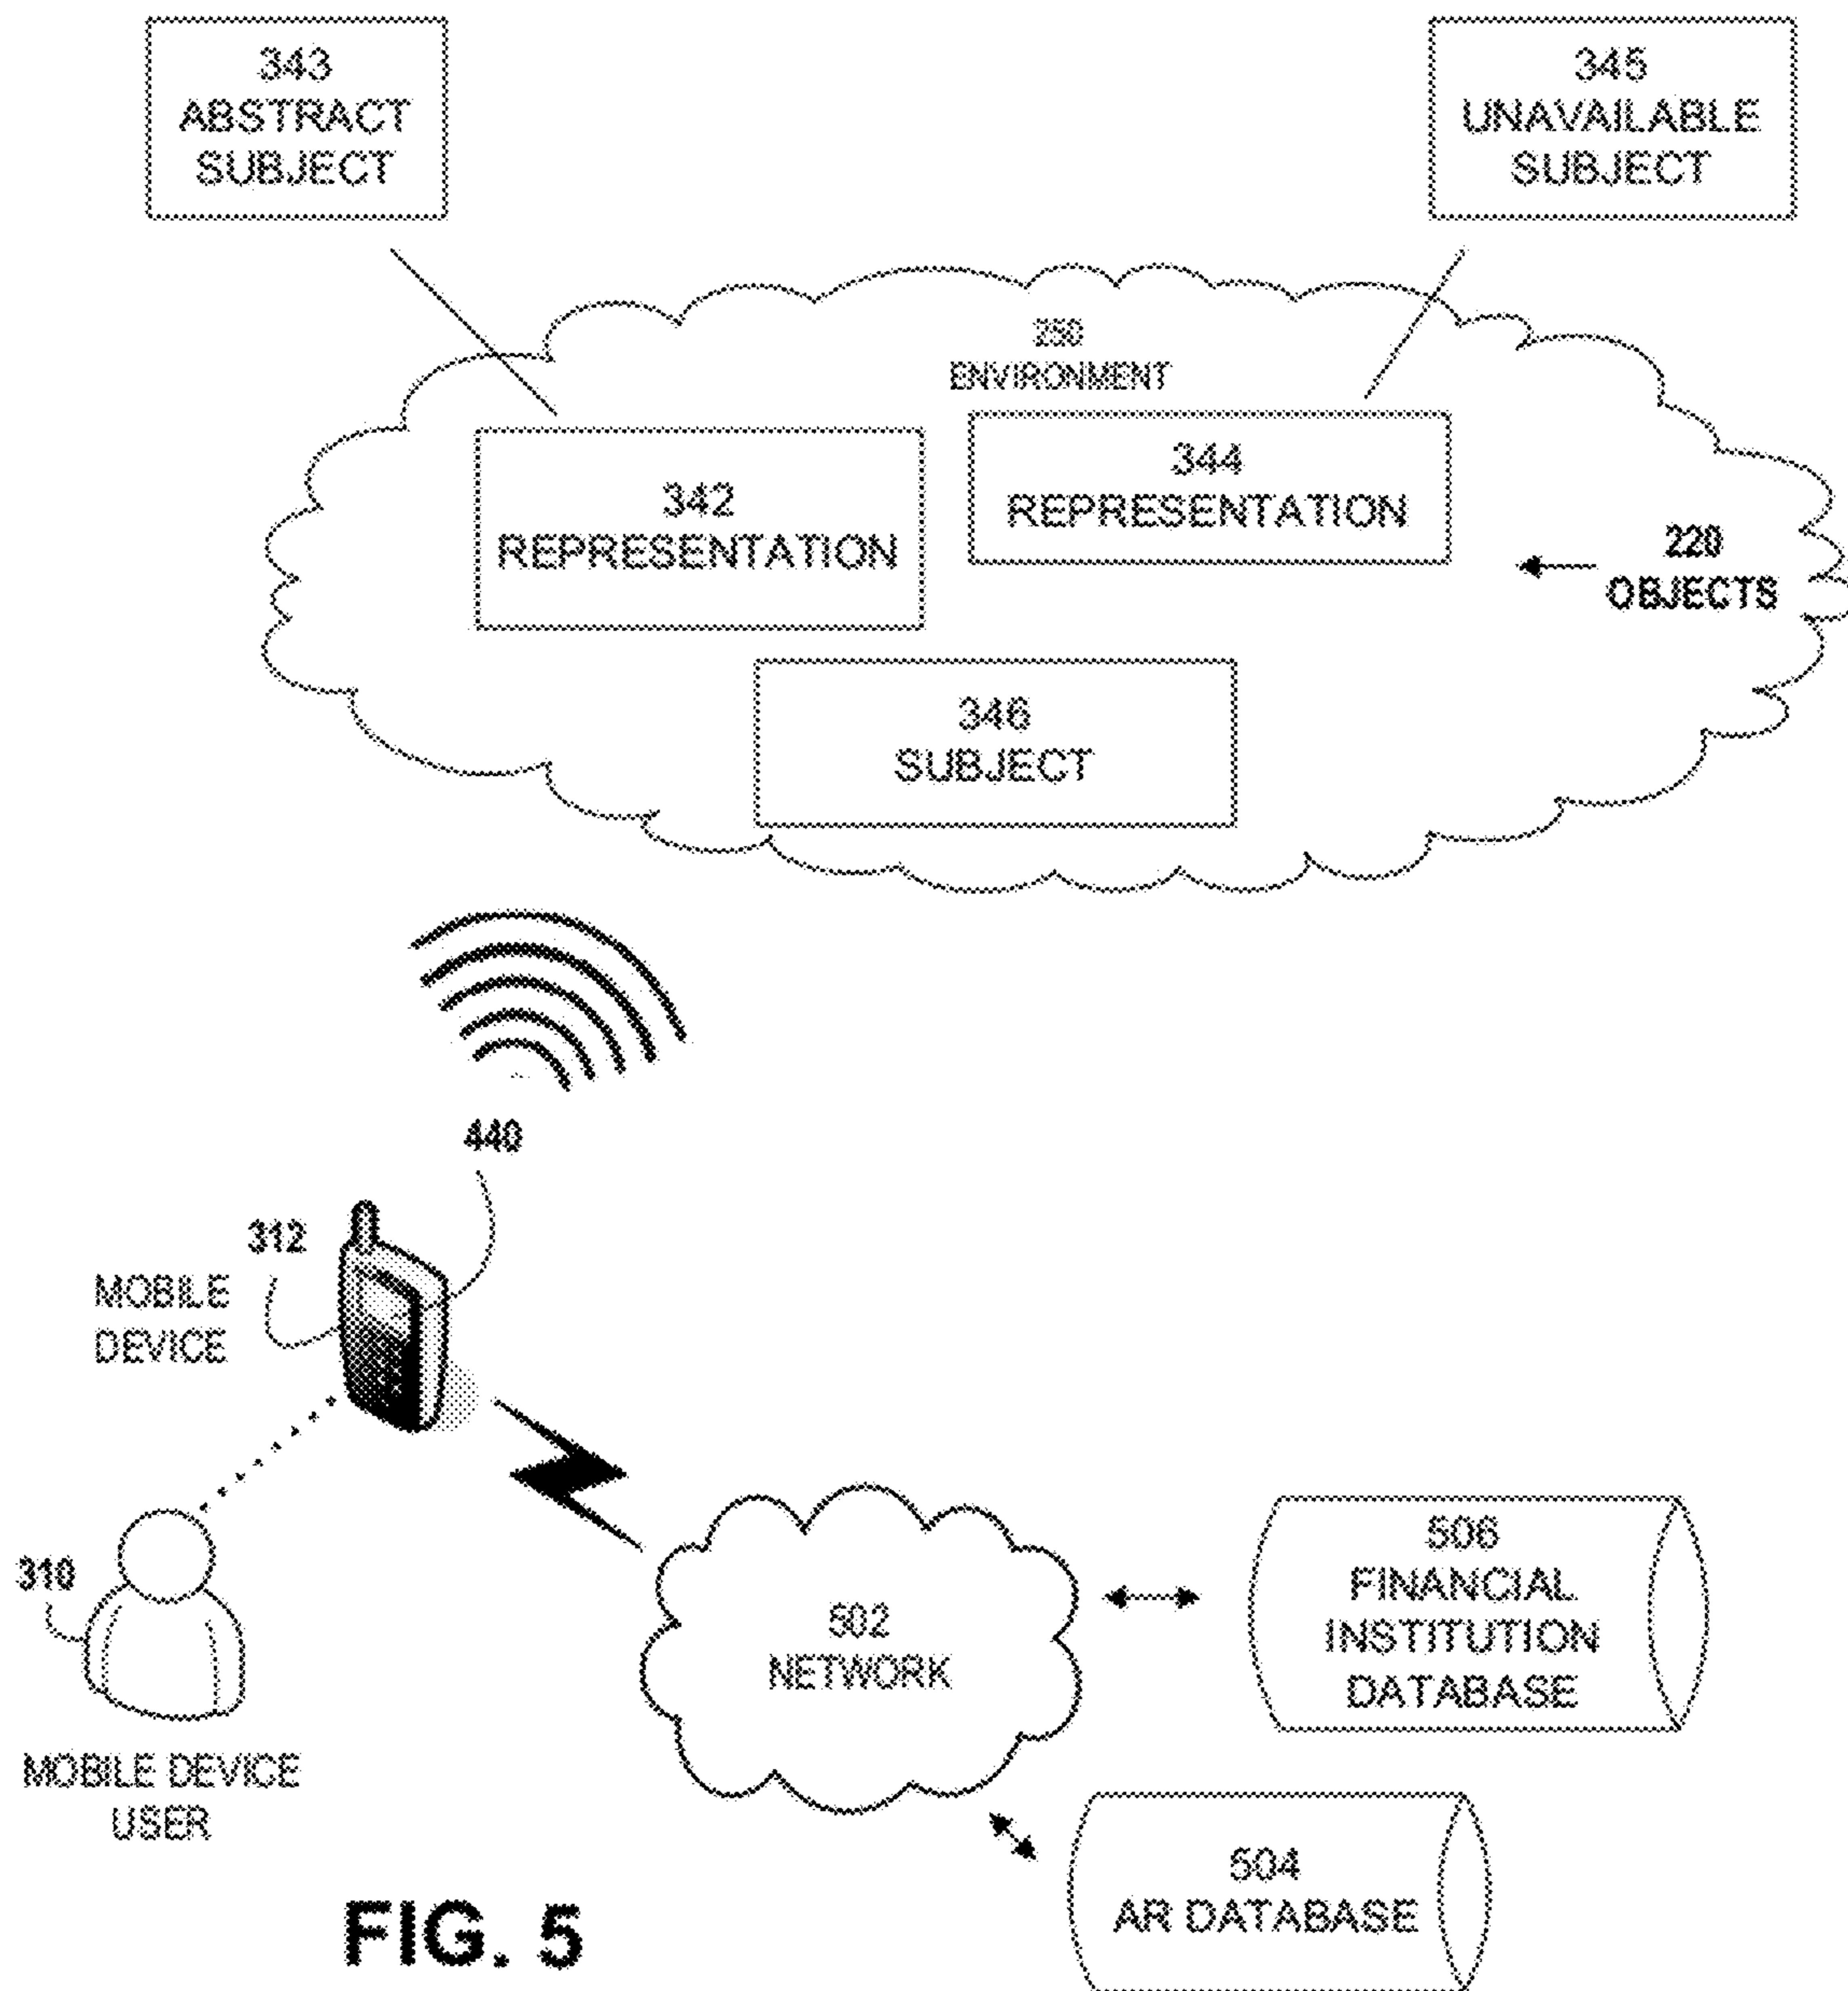 343
ABSTRACT
SUBJECT
345
UNAVAILABLE
SUBJECT
250
ENVIRONMENT
342
REPRESENTATION
344
REPRESENTATION
220
OBJECTS
346
SUBJECT
440
312
MOBILE
DEVICE
310
MOBILE DEVICE
USER
502
NETWORK
506
FINANCIAL
INSTITUTION
DATABASE
504
AR DATABASE
FIG. 5